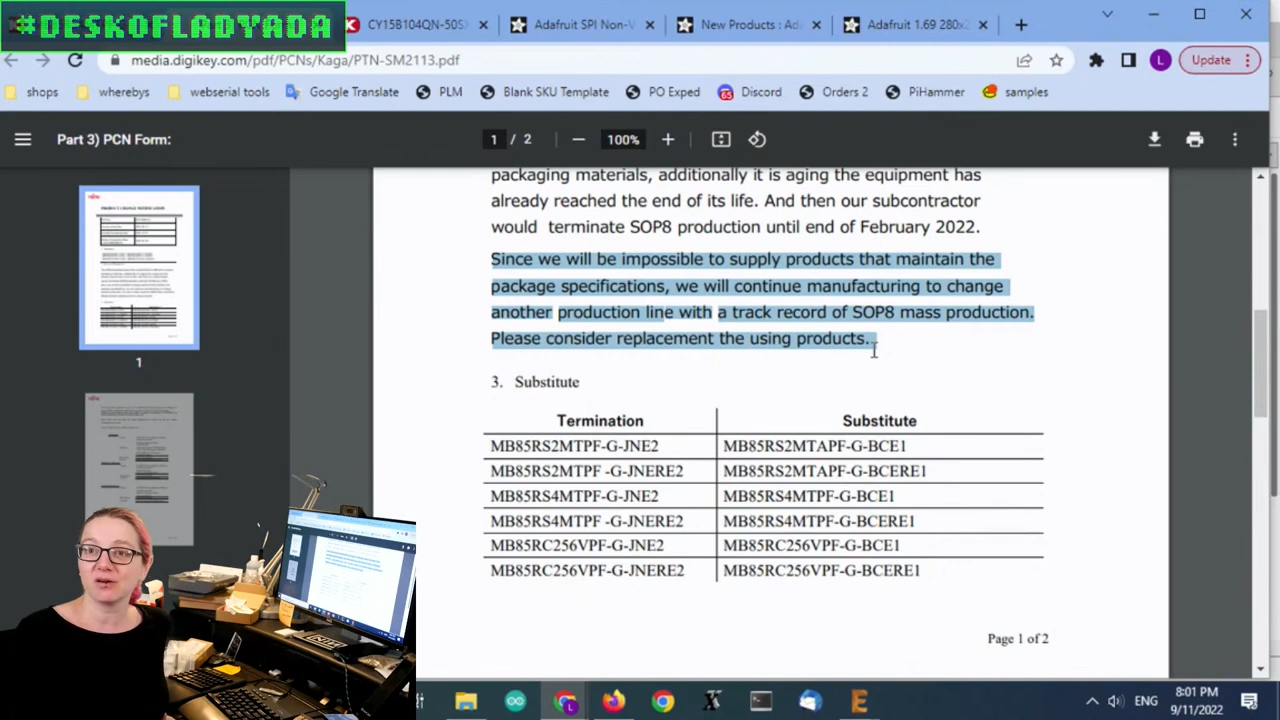 #DESKOFLADYADA
CY15B104QN-50SX
Adafruit SPI Non-V
New Products : Ada
Adafruit 1.69 280x2
media.digikey.com/pdf/PCNs/Kaga/PTN-SM2113.pdf
L
Update
shops
wherebys
webserial tools
Google Translate
PLM
Blank SKU Template
PO Exped
65
Discord
Orders 2
PiHammer
samples
Part 3) PCN Form:
1 / 2
100%
packaging materials, additionally it is aging the equipment has
already reached the end of its life. And then our subcontractor
would terminate SOP8 production until end of February 2022.
Since we will be impossible to supply products that maintain the
package specifications, we will continue manufacturing to change
another production line with a track record of SOP8 mass production.
Please consider replacement the using products.
3. Substitute
Termination Substitute
MB85RS2MTPF-G-JNE2 MB85RS2MTAPF-G-BCE1
MB85RS2MTPF -G-JNERE2 MB85RS2MTAPF-G-BCERE1
MB85RS4MTPF-G-JNE2 MB85RS4MTPF-G-BCE1
MB85RS4MTPF -G-JNERE2 MB85RS4MTPF-G-BCERE1
MB85RC256VPF-G-JNE2 MB85RC256VPF-G-BCE1
MB85RC256VPF-G-JNERE2 MB85RC256VPF-G-BCERE1
Page 1 of 2
1
ENG
8:01 PM
9/11/2022